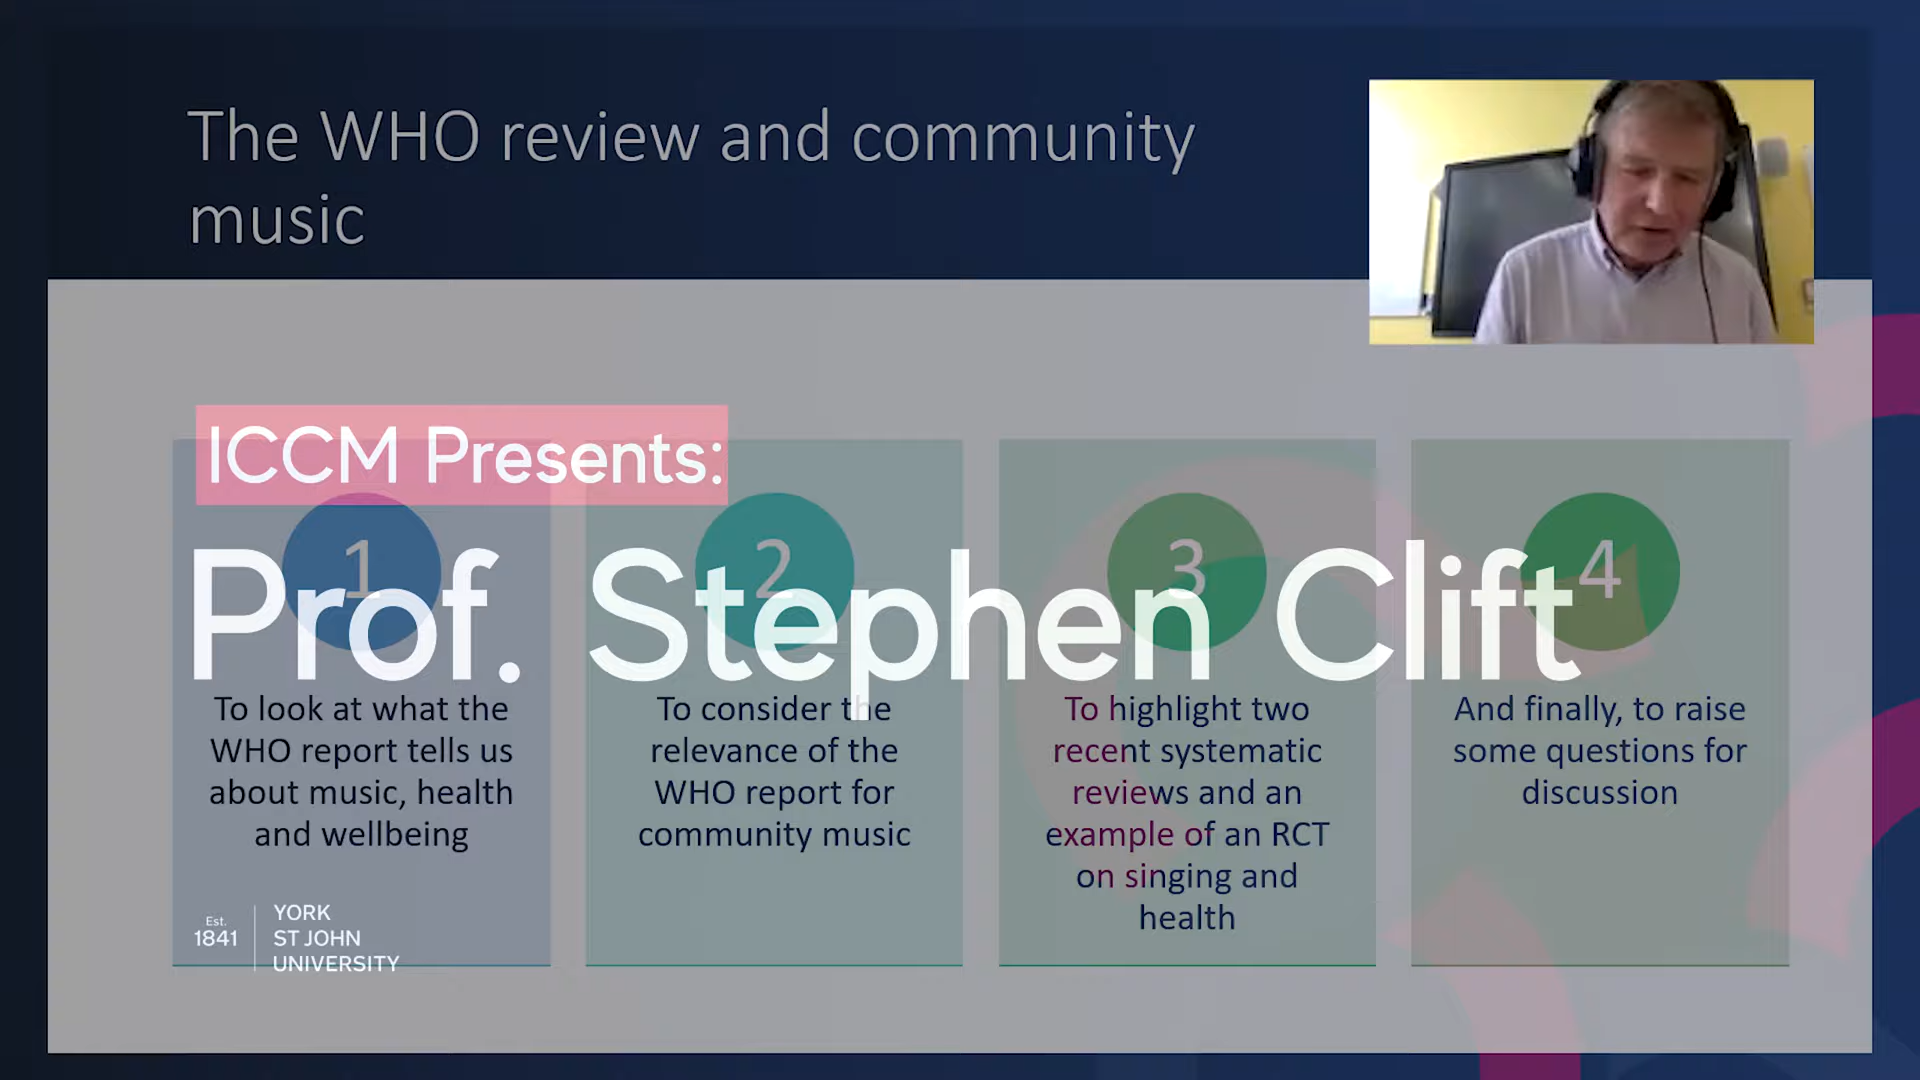 The WHO review and community
music
ICCM Presents:
Prof. Stephen Clift
1
To look at what the
WHO report tells us
about music, health
and wellbeing
2
To consider the
relevance of the
WHO report for
community music
3
To highlight two
recent systematic
reviews and an
example of an RCT
on singing and
health
4
And finally, to raise
some questions for
discussion
Est.
1841
YORK
ST JOHN
UNIVERSITY